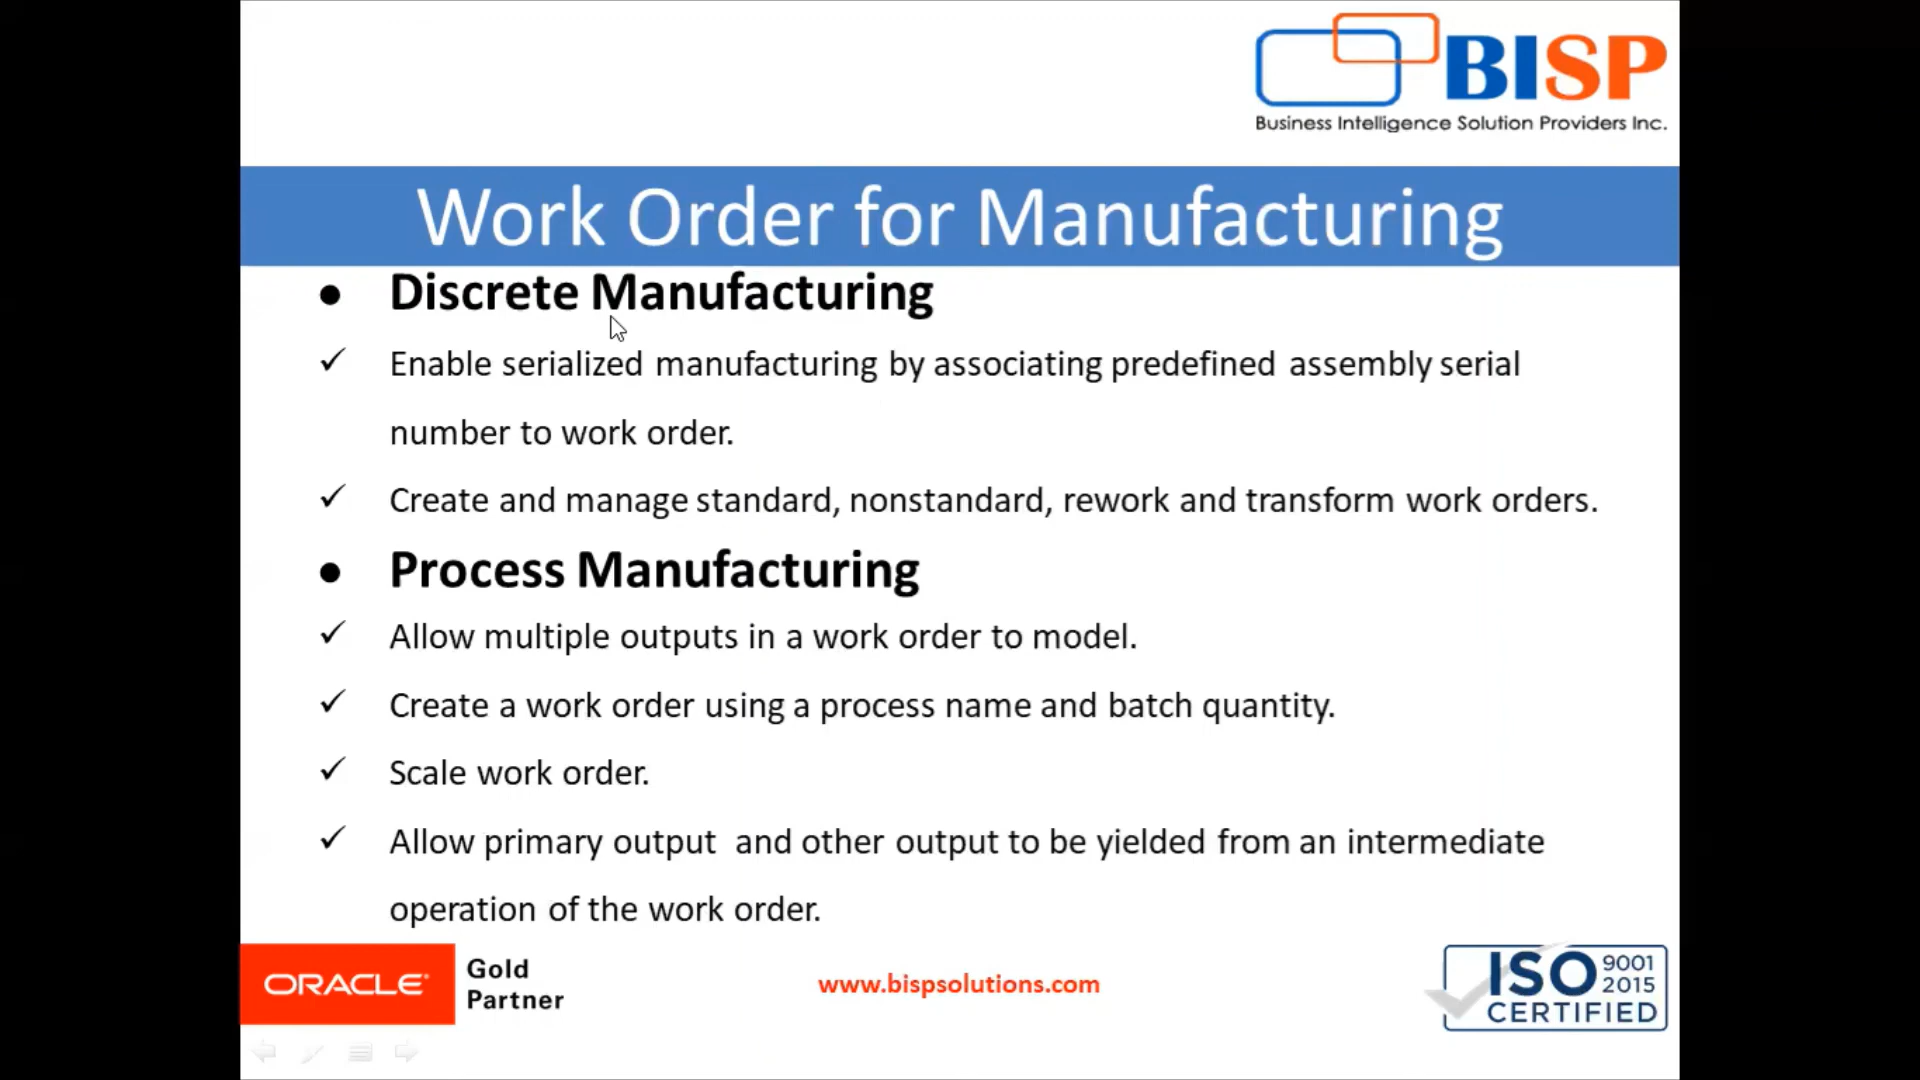 BISP
Business Intelligence Solution Providers Inc.
Work Order for Manufacturing
● Discrete Manufacturing
✓ Enable serialized manufacturing by associating predefined assembly serial
number to work order.
✓ Create and manage standard, nonstandard, rework and transform work orders.
● Process Manufacturing
✓ Allow multiple outputs in a work order to model.
✓ Create a work order using a process name and batch quantity.
✓ Scale work order.
✓ Allow primary output and other output to be yielded from an intermediate
operation of the work order.
ORACLE®
Gold
Partner
www.bispsolutions.com
ISO 9001
2015
CERTIFIED